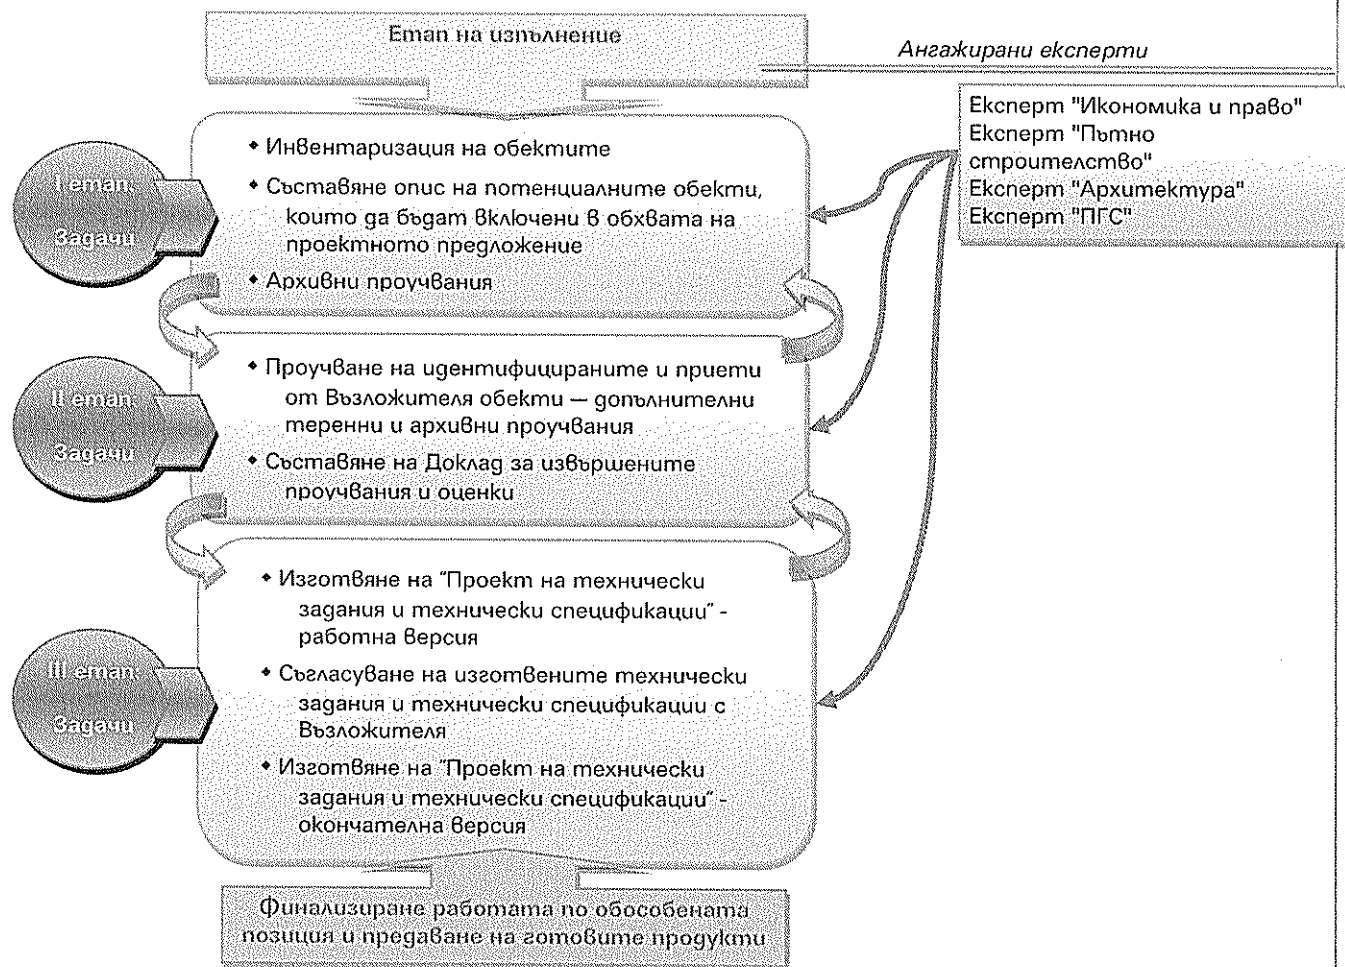 Етап на изпълнение
Ангажирани експерти
Експерт "Икономика и право"
Експерт "Пътно
строителство"
Експерт "Архитектура"
Експерт "ПГС"
I етап
Задачи
◆ Инвентаризация на обектите
◆ Съставяне опис на потенциалните обекти,
които да бъдат включени в обхвата на
проектното предложение
◆ Архивни проучвания
II етап
Задачи
◆ Проучване на идентифицираните и приети
от Възложителя обекти — допълнителни
теренни и архивни проучвания
◆ Съставяне на Доклад за извършените
проучвания и оценки
III етап
Задачи
◆ Изготвяне на "Проект на технически
задания и технически спецификации" -
работна версия
◆ Съгласуване на изготвените технически
задания и технически спецификации с
Възложителя
◆ Изготвяне на "Проект на технически
задания и технически спецификации" -
окончателна версия
Финализиране работата по обособената
позиция и предаване на готовите продукти